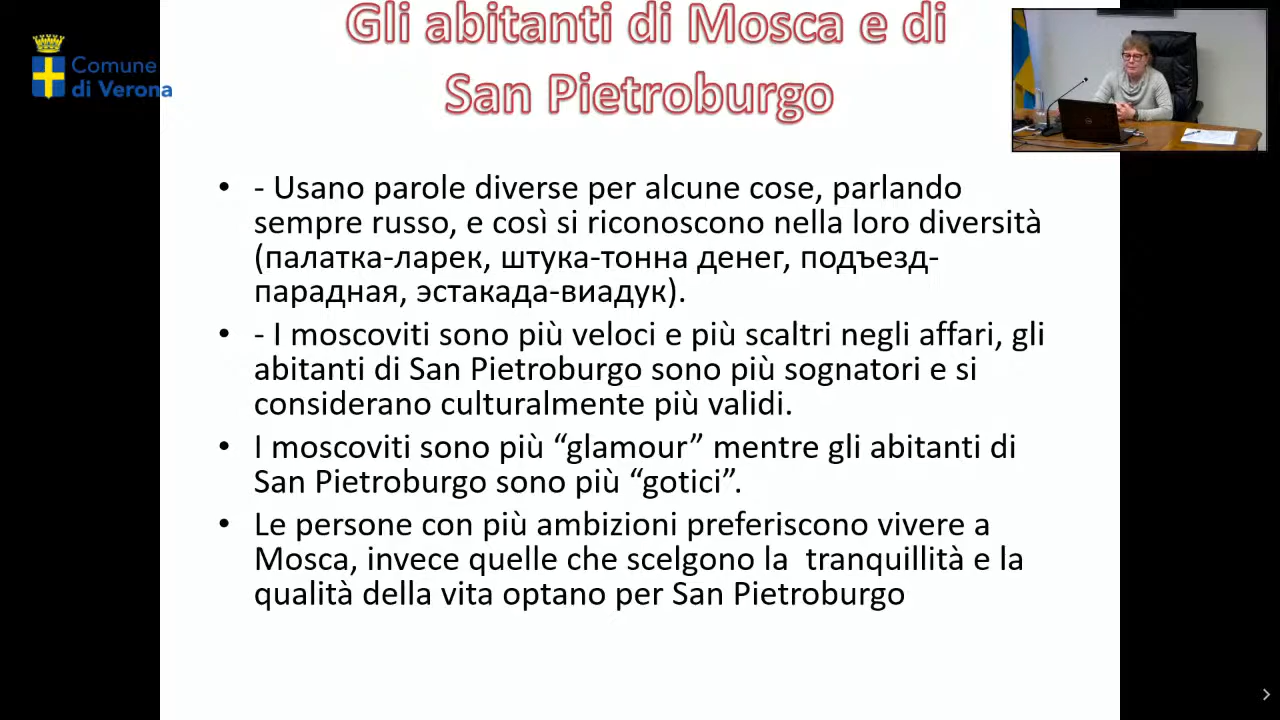 Gli abitanti di Mosca e di
San Pietroburgo
Comune
di Verona
• - Usano parole diverse per alcune cose, parlando
sempre russo, e così si riconoscono nella loro diversità
(палатка-ларек, штука-тонна денег, подъезд-
парадная, эстакада-виадук).
• - I moscoviti sono più veloci e più scaltri negli affari, gli
abitanti di San Pietroburgo sono più sognatori e si
considerano culturalmente più validi.
• I moscoviti sono più “glamour” mentre gli abitanti di
San Pietroburgo sono più “gotici”.
• Le persone con più ambizioni preferiscono vivere a
Mosca, invece quelle che scelgono la  tranquillità e la
qualità della vita optano per San Pietroburgo